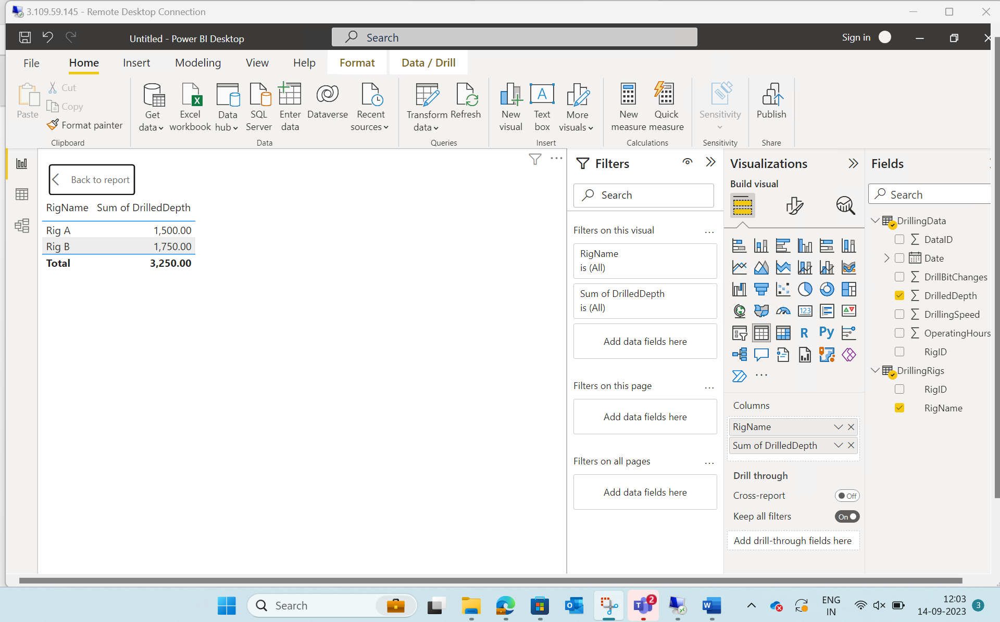 3.109.59.145 - Remote Desktop Connection
Untitled - Power BI Desktop
Search
Sign in
File
Home
Insert
Modeling
View
Help
Format
Data / Drill
Paste
Cut
Copy
Format painter
Clipboard
Get data
Excel workbook
Data hub
SQL Server
Enter data
Dataverse
Recent sources
Data
Transform data
Refresh
Queries
New visual
Text box
More visuals
Insert
New measure
Quick measure
Calculations
Sensitivity
Sensitivity
Publish
Share
Back to report
RigName Sum of DrilledDepth
Rig A 1,500.00
Rig B 1,750.00
Total 3,250.00
Filters
Search
Filters on this visual ...
RigName
is (All)
Sum of DrilledDepth
is (All)
Add data fields here
Filters on this page ...
Add data fields here
Filters on all pages ...
Add data fields here
Visualizations
Build visual
123
R
Py
...
Columns
RigName
Sum of DrilledDepth
Drill through
Cross-report Off
Keep all filters On
Add drill-through fields here
Fields
Search
DrillingData
DataID
Date
DrillBitChanges
DrilledDepth
DrillingSpeed
OperatingHours
RigID
DrillingRigs
RigID
RigName
Search
2
ENG
IN
12:03
14-09-2023
3